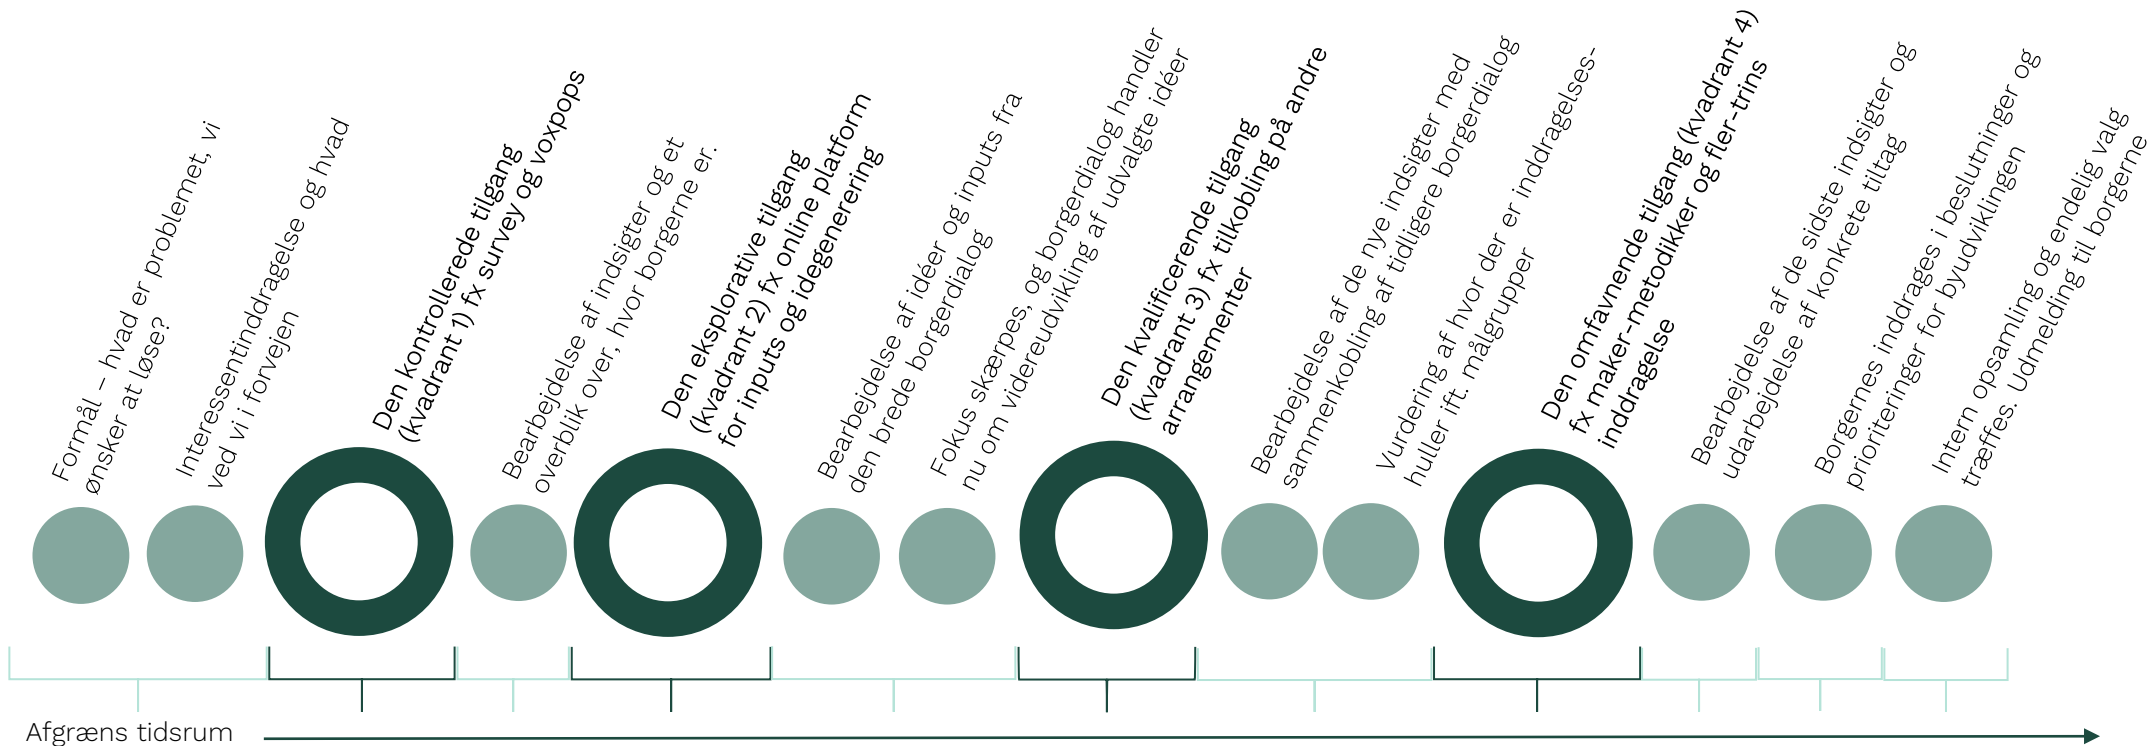 Formål – hvad er problemet, vi
ønsker at løse?
Interessentinddragelse og hvad
ved vi i forvejen
Den kontrollerede tilgang
(kvadrant 1) fx survey og voxpops
Bearbejdelse af indsigter og et
overblik over, hvor borgerne er.
Den eksplorative tilgang
(kvadrant 2) fx online platform
for inputs og idegenerering
Bearbejdelse af idéer og inputs fra
den brede borgerdialog
Fokus skærpes, og borgerdialog handler
nu om videreudvikling af udvalgte idéer
Den kvalificerende tilgang
(kvadrant 3) fx tilkobling på andre
arrangementer
Bearbejdelse af de nye indsigter med
sammenkobling af tidligere borgerdialog
Vurdering af hvor der er inddragelses-
huller ift. målgrupper
Den omfavnende tilgang (kvadrant 4)
fx maker-metodikker og fler-trins
inddragelse
Bearbejdelse af de sidste indsigter og
udarbejdelse af konkrete tiltag
Borgernes inddrages i beslutninger og
prioriteringer for byudviklingen
Intern opsamling og endelig valg
træffes. Udmelding til borgerne
Afgræns tidsrum